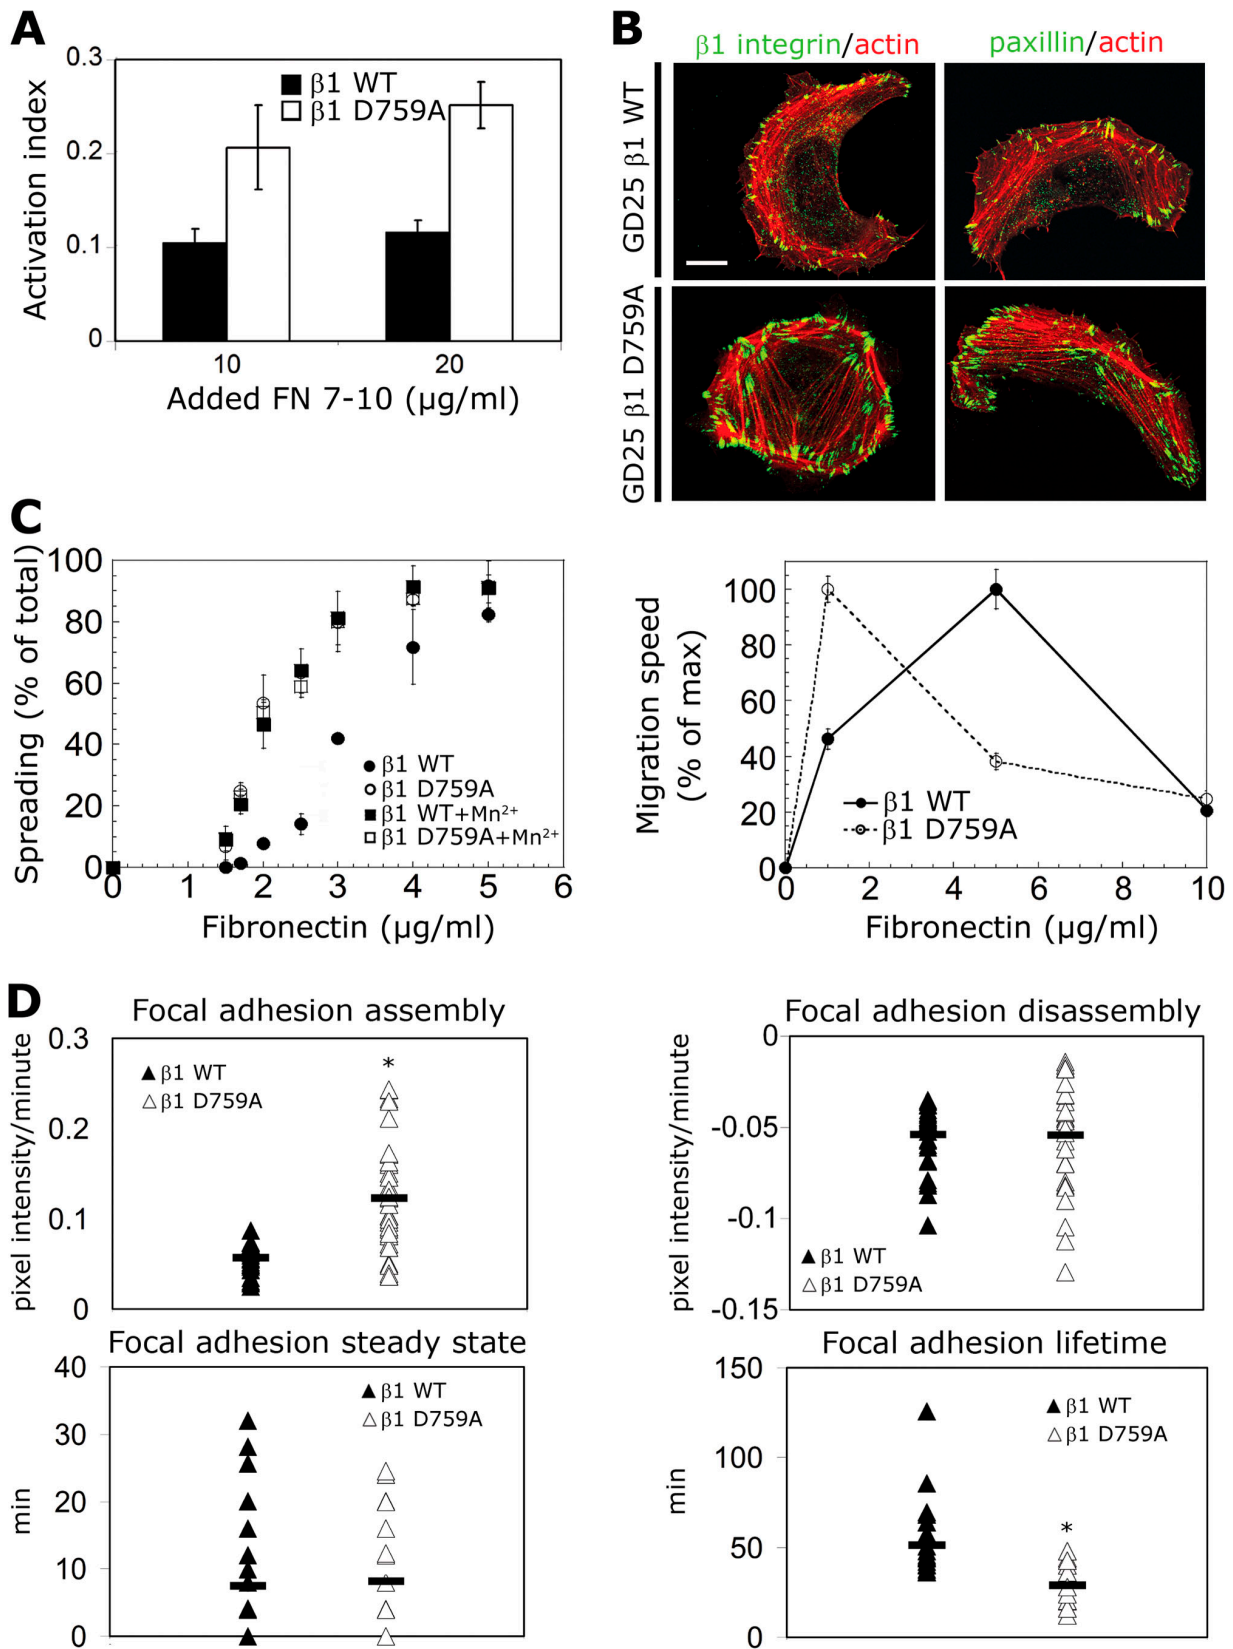 A
Activation index
0.3
0.2
0.1
0
β1 WT
β1 D759A
10
20
Added FN 7-10 (µg/ml)
B
β1 integrin/actin
paxillin/actin
GD25 β1 WT
GD25 β1 D759A
C
Spreading (% of total)
100
80
60
40
20
0
β1 WT
β1 D759A
β1 WT+Mn²⁺
β1 D759A+Mn²⁺
0 1 2 3 4 5 6
Fibronectin (µg/ml)
Migration speed
(% of max)
100
80
60
40
20
0
β1 WT
β1 D759A
0 2 4 6 8 10
Fibronectin (µg/ml)
D
Focal adhesion assembly
pixel intensity/minute
0.3
0.2
0.1
0
β1 WT
β1 D759A
*
Focal adhesion disassembly
pixel intensity/minute
0
-0.05
-0.1
-0.15
β1 WT
β1 D759A
Focal adhesion steady state
min
40
30
20
10
0
β1 WT
β1 D759A
Focal adhesion lifetime
min
150
100
50
0
β1 WT
β1 D759A
*